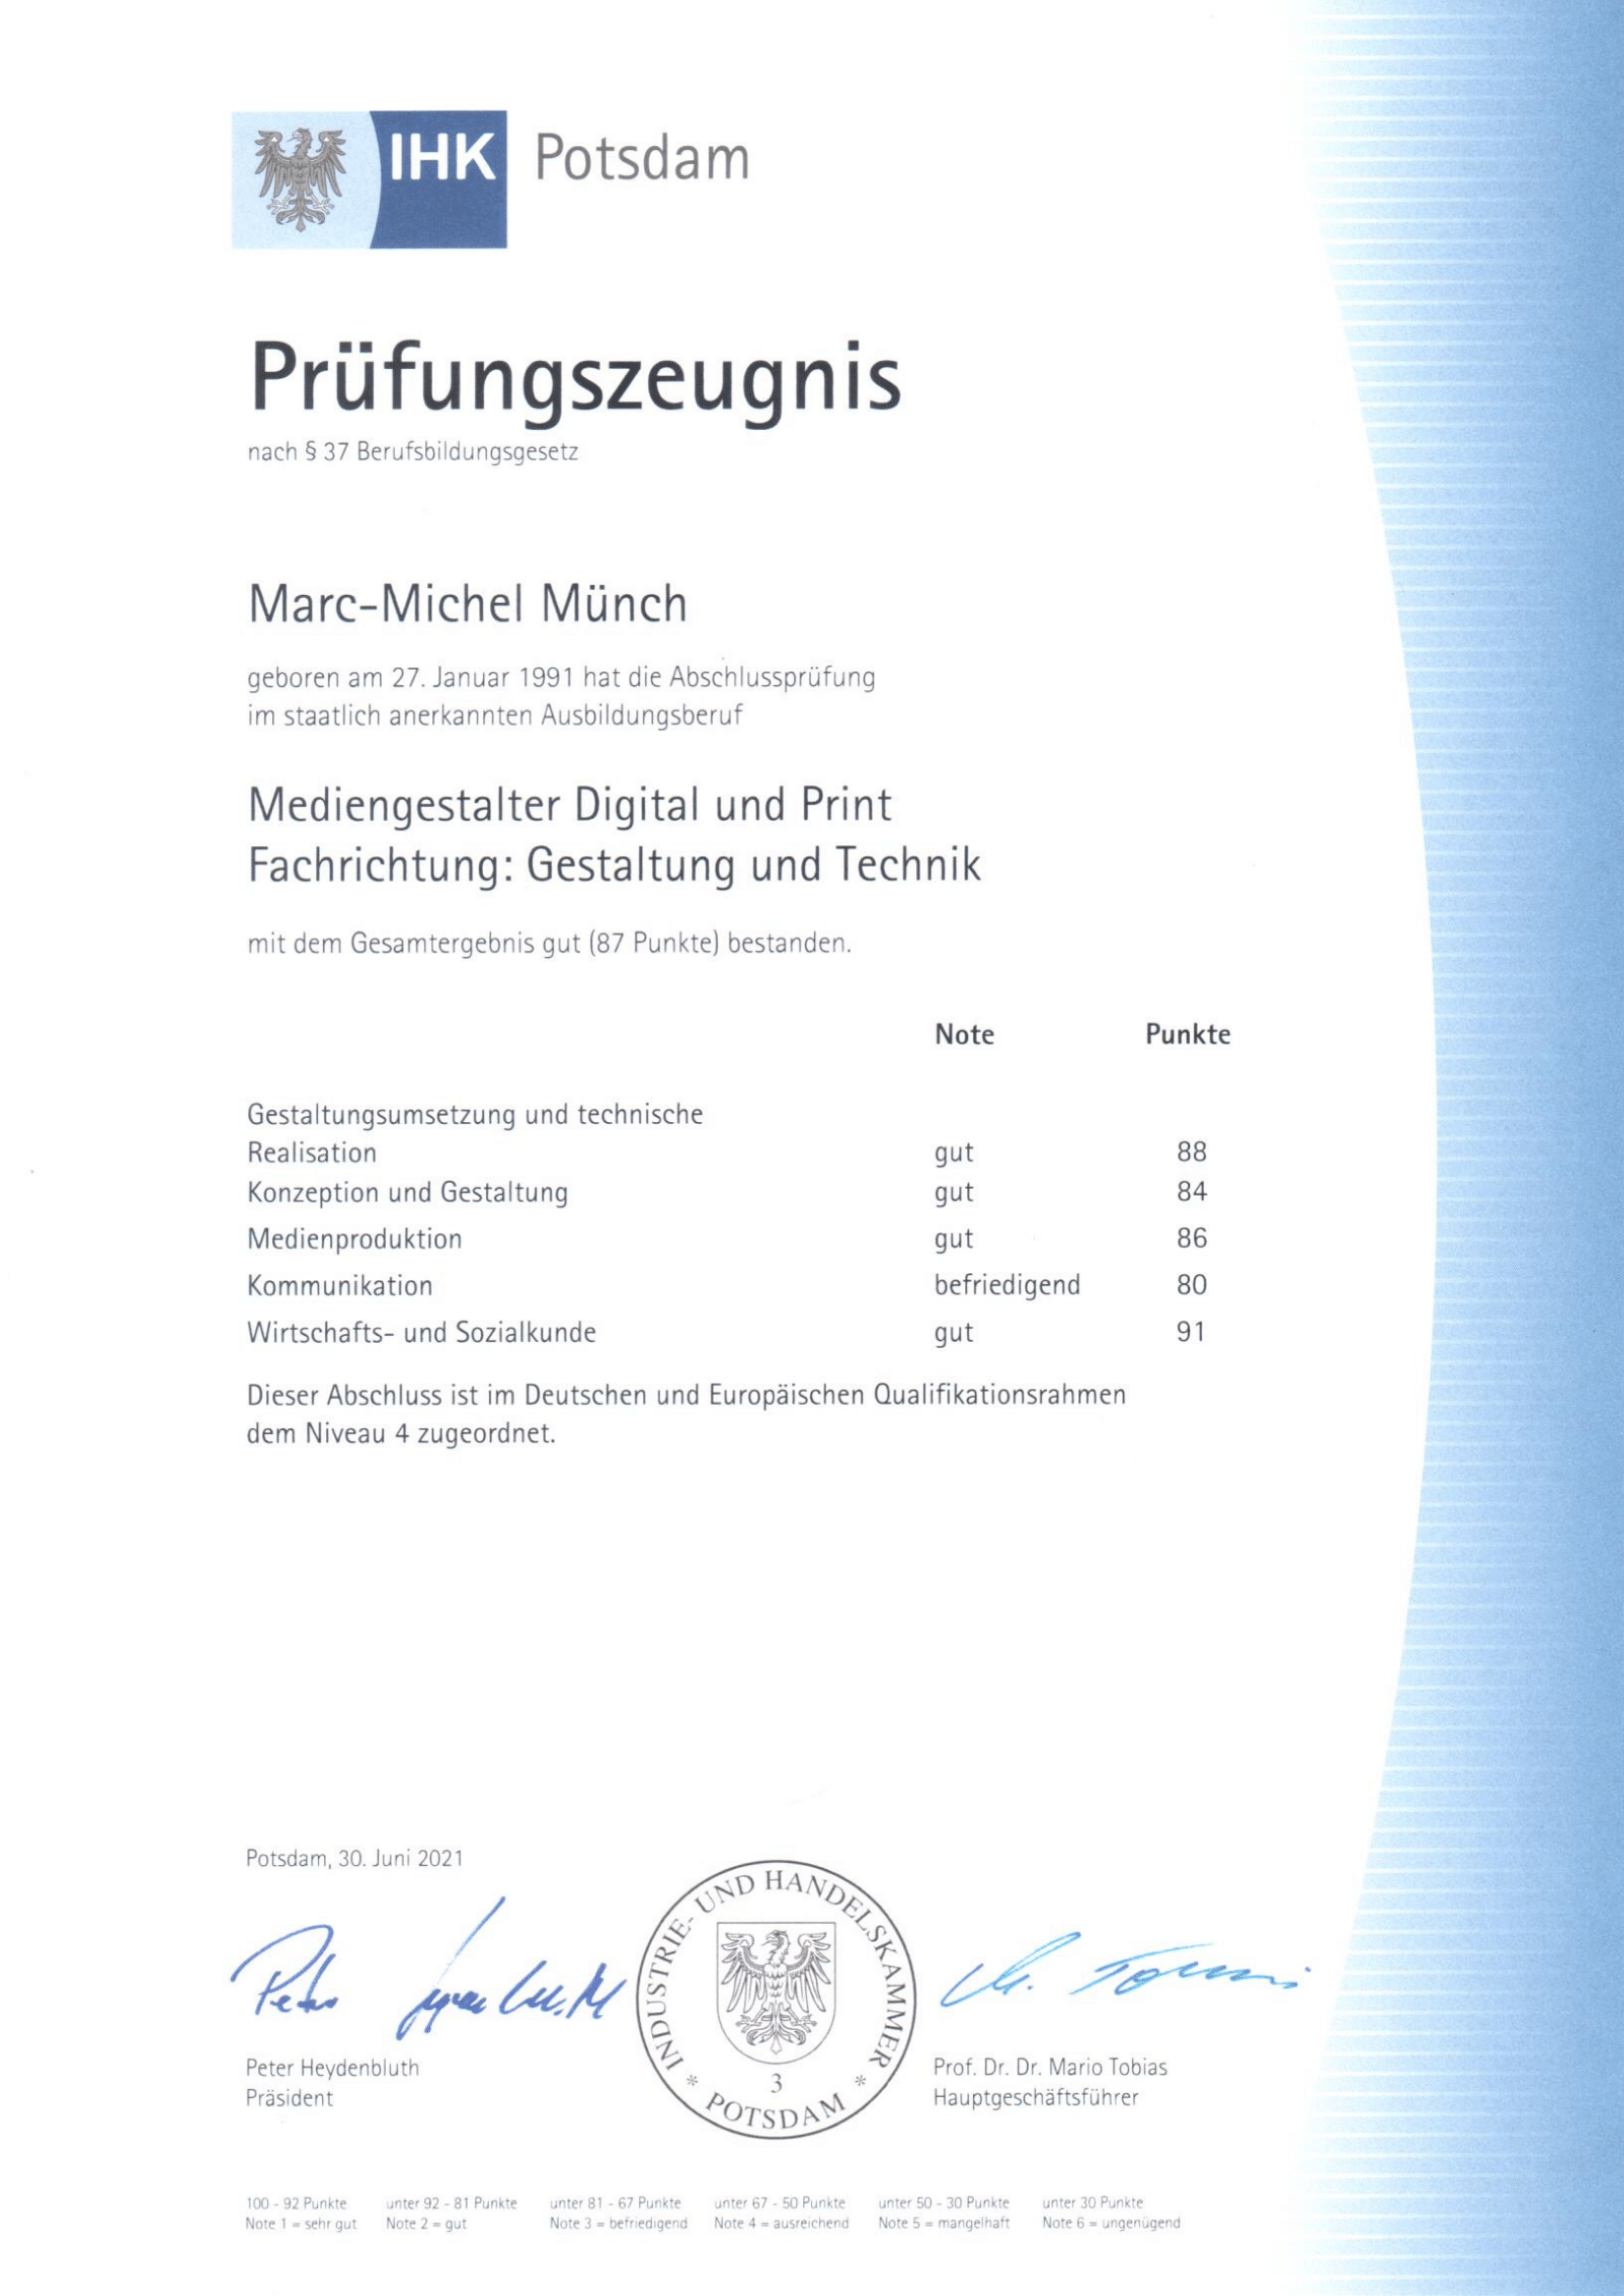 IHK Potsdam
Prüfungszeugnis
nach § 37 Berufsbildungsgesetz
Marc-Michel Münch
geboren am 27. Januar 1991 hat die Abschlussprüfung
im staatlich anerkannten Ausbildungsberuf
Mediengestalter Digital und Print
Fachrichtung: Gestaltung und Technik
mit dem Gesamtergebnis gut (87 Punkte) bestanden.
Note Punkte
Gestaltungsumsetzung und technische
Realisation gut 88
Konzeption und Gestaltung gut 84
Medienproduktion gut 86
Kommunikation befriedigend 80
Wirtschafts- und Sozialkunde gut 91
Dieser Abschluss ist im Deutschen und Europäischen Qualifikationsrahmen
dem Niveau 4 zugeordnet.
Potsdam, 30. Juni 2021
INDUSTRIE- UND HANDELSKAMMER
3
* POTSDAM *
Peter
Peter Heydenbluth
Präsident
Prof. Dr. Dr. Mario Tobias
Hauptgeschäftsführer
100 - 92 Punkte unter 92 - 81 Punkte unter 81 - 67 Punkte unter 67 - 50 Punkte unter 50 - 30 Punkte unter 30 Punkte
Note 1 = sehr gut Note 2 = gut Note 3 = befriedigend Note 4 = ausreichend Note 5 = mangelhaft Note 6 = ungenügend